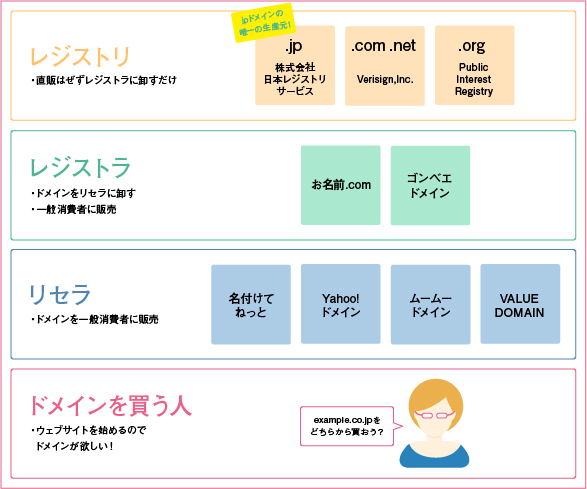 jpドメインの
唯一の生産元!
レジストリ
・直販はぜずレジストラに卸すだけ
.jp
株式会社
日本レジストリ
サービス
.com .net
Verisign,Inc.
.org
Public
Interest
Registry
レジストラ
・ドメインをリセラに卸す
・一般消費者に販売
お名前.com
ゴンベエ
ドメイン
リセラ
・ドメインを一般消費者に販売
名付けて
ねっと
Yahoo!
ドメイン
ムームー
ドメイン
VALUE
DOMAIN
ドメインを買う人
・ウェブサイトを始めるので
ドメインが欲しい!
example.co.jpを
どちらから買おう?